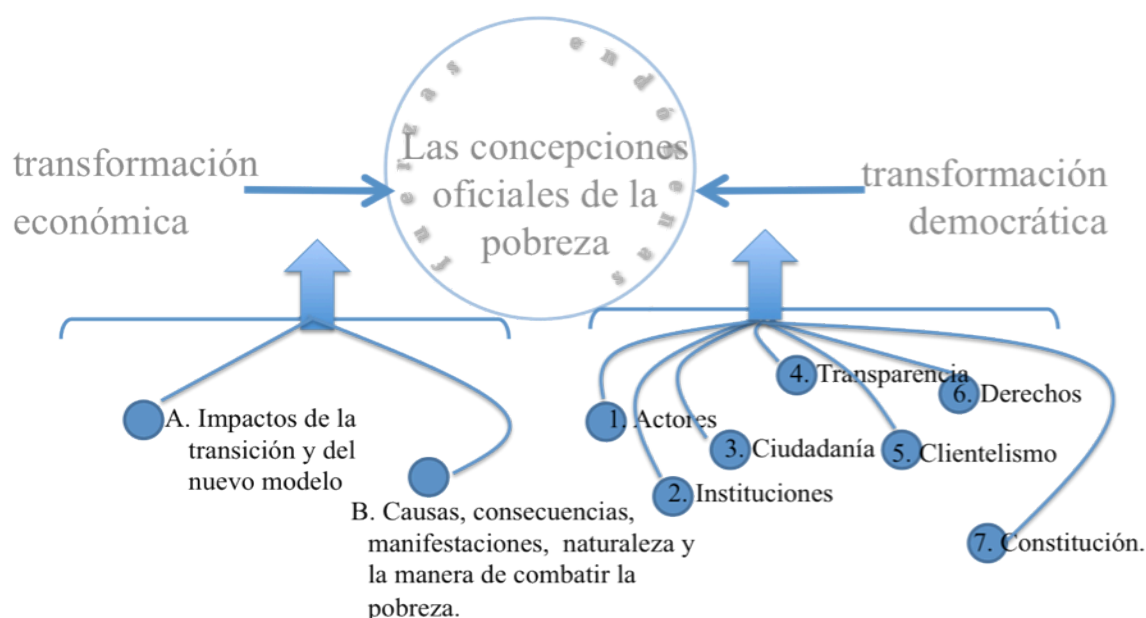 fuerzas
endógenas
Las concepciones
oficiales de la
pobreza
transformación
económica
transformación
democrática
A. Impactos de la
transición y del
nuevo modelo
B. Causas, consecuencias,
manifestaciones, naturaleza y
la manera de combatir la
pobreza.
1. Actores
2. Instituciones
3. Ciudadanía
4. Transparencia
5. Clientelismo
6. Derechos
7. Constitución.